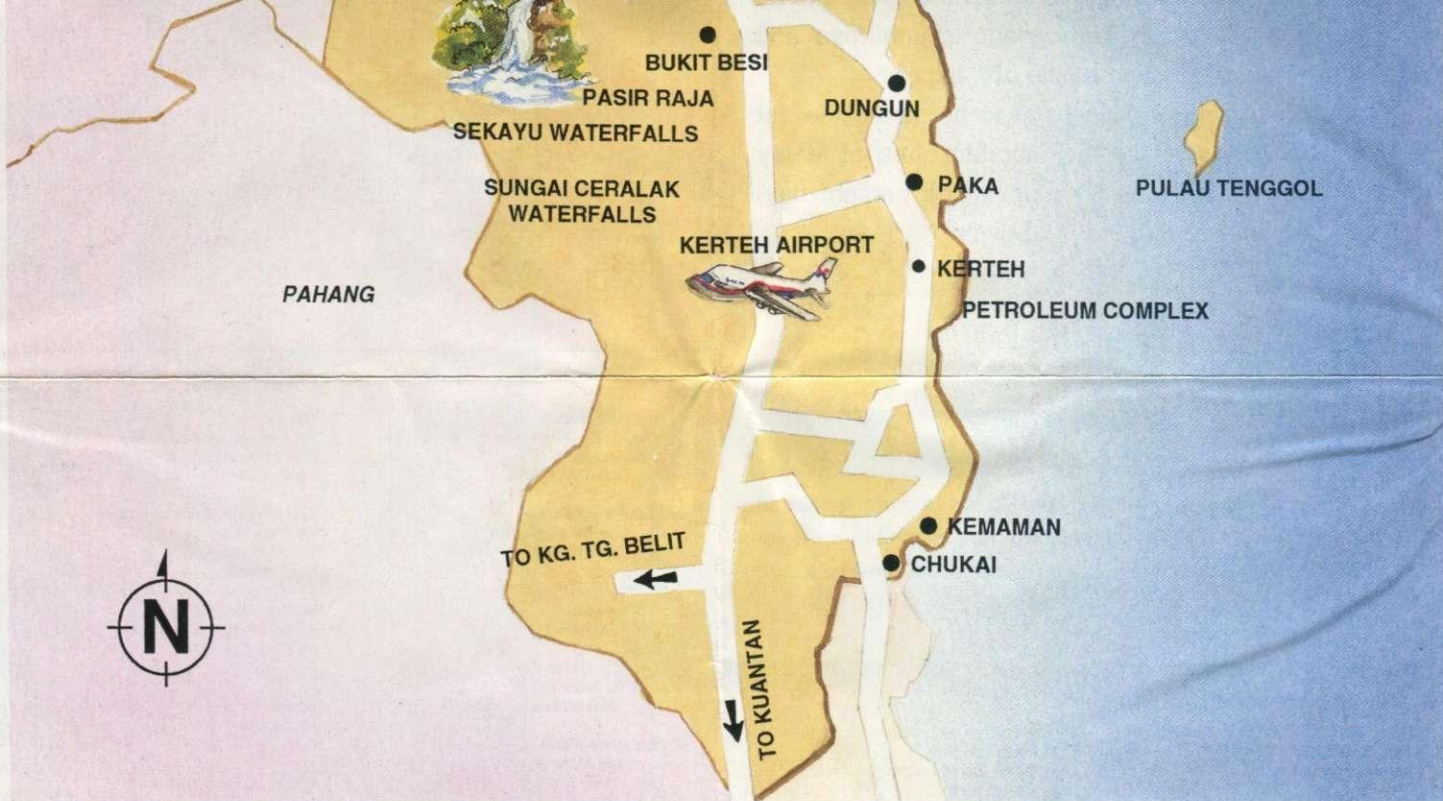 BUKIT BESI
PASIR RAJA
DUNGUN
SEKAYU WATERFALLS
SUNGAI CERALAK
WATERFALLS
PAKA
PULAU TENGGOL
KERTEH AIRPORT
KERTEH
PAHANG
PETROLEUM COMPLEX
KEMAMAN
TO KG. TG. BELIT
CHUKAI
N
TO KUANTAN